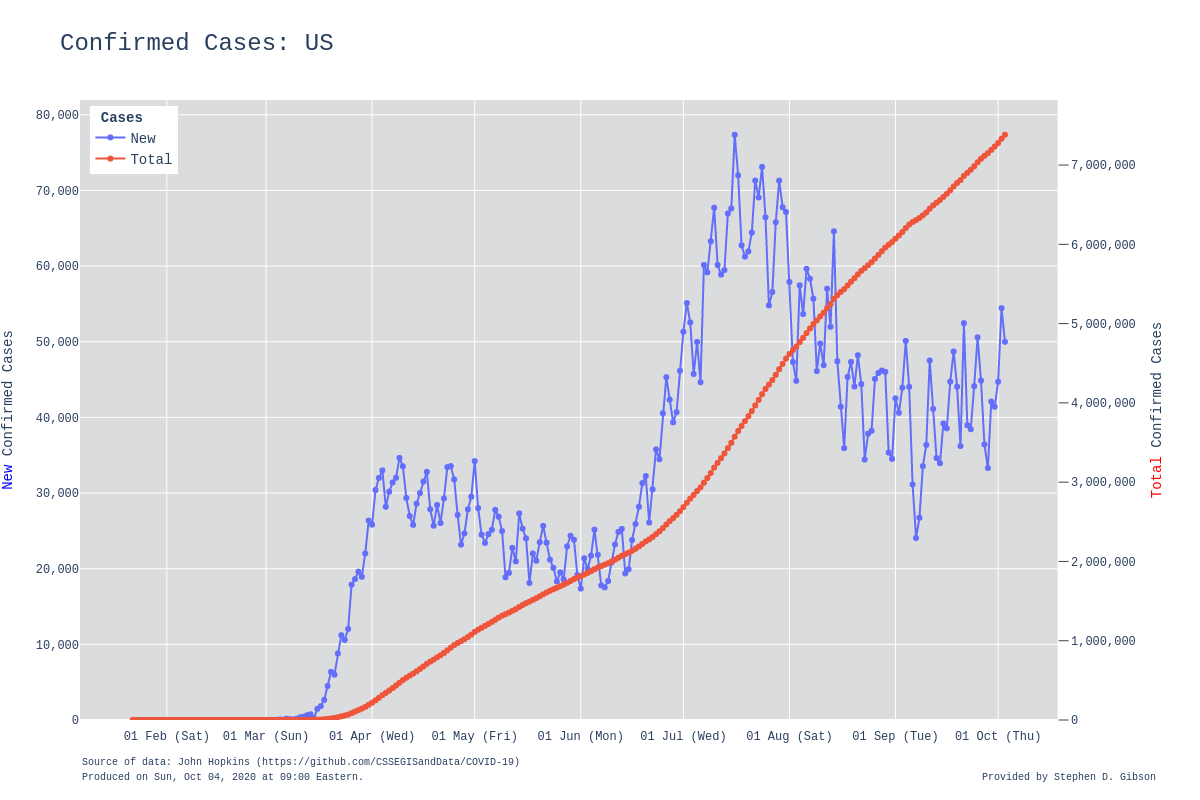 Confirmed Cases: US
Cases
New
Total
80,000
70,000
60,000
50,000
40,000
30,000
20,000
10,000
0
New Confirmed Cases
7,000,000
6,000,000
5,000,000
4,000,000
3,000,000
2,000,000
1,000,000
0
Total Confirmed Cases
01 Feb (Sat) 01 Mar (Sun) 01 Apr (Wed) 01 May (Fri) 01 Jun (Mon) 01 Jul (Wed) 01 Aug (Sat) 01 Sep (Tue) 01 Oct (Thu)
Source of data: John Hopkins (https://github.com/CSSEGISandData/COVID-19)
Produced on Sun, Oct 04, 2020 at 09:00 Eastern.
Provided by Stephen D. Gibson